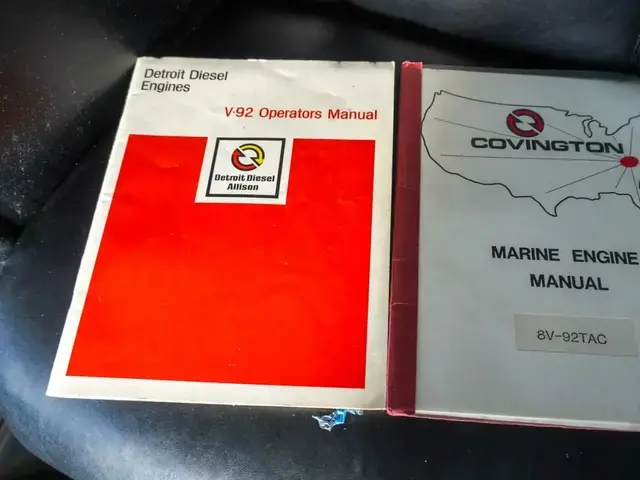 Detroit Diesel
Engines
V-92 Operators Manual
Detroit Diesel
Allison
COVINGTON
MARINE ENGINE
MANUAL
8V-92TAC